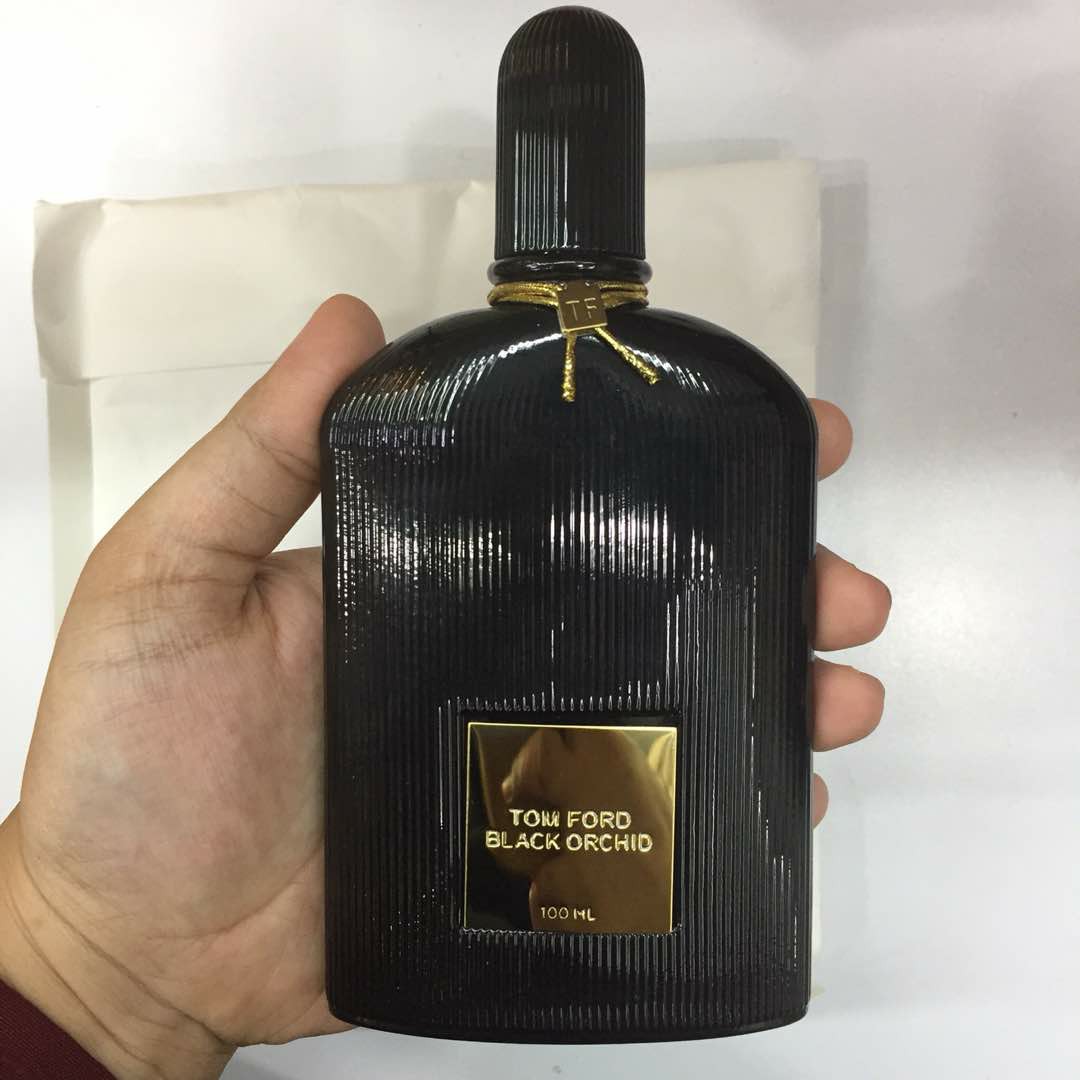 TF
TOM FORD
BLACK ORCHID
100 ML